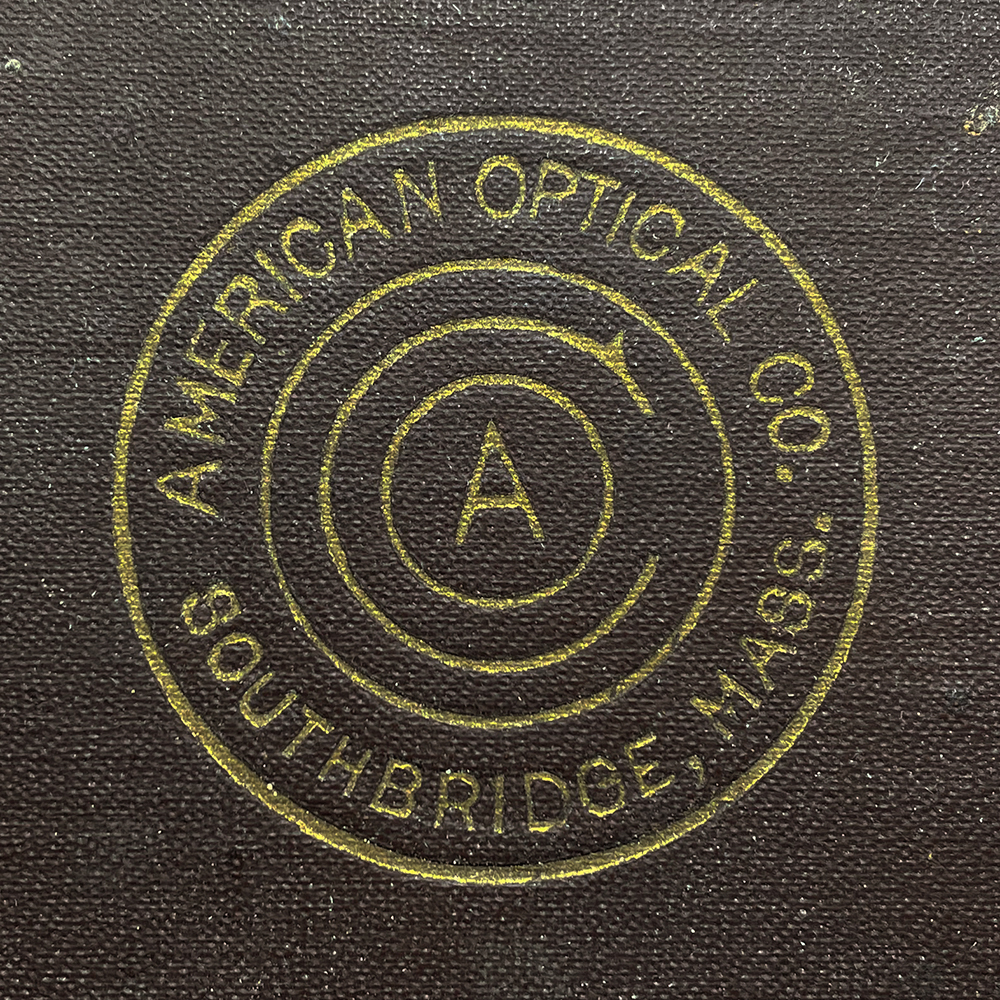 AMERICAN OPTICAL CO.
SOUTHBRIDGE, MASS.
A C